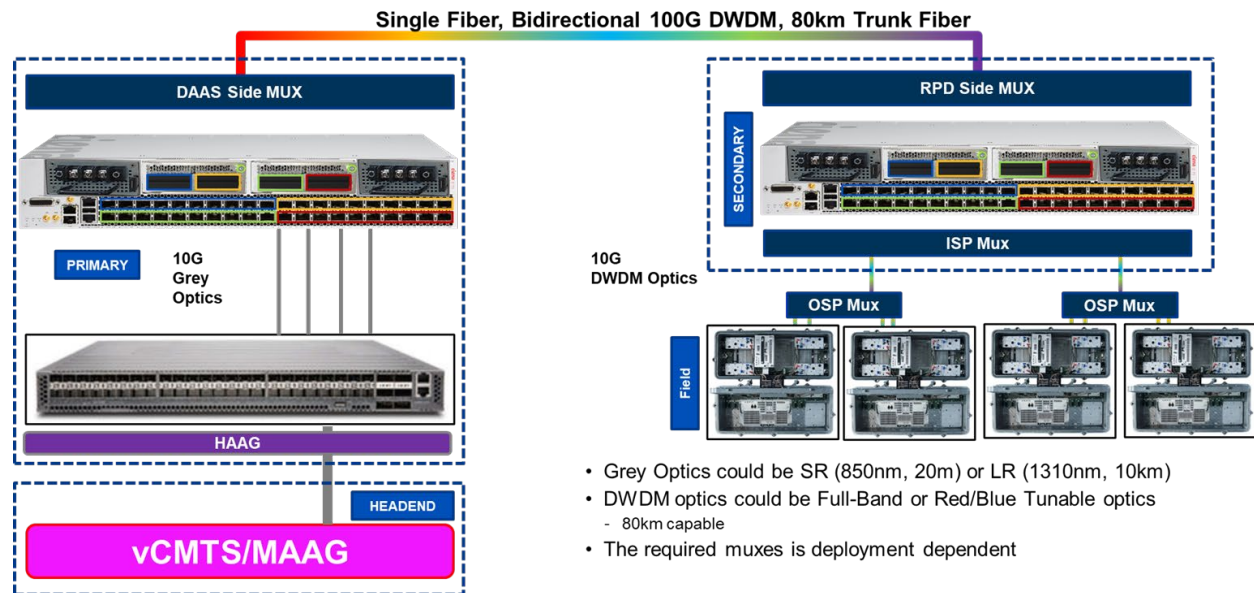 Single Fiber, Bidirectional 100G DWDM, 80km Trunk Fiber
DAAS Side MUX
PRIMARY
10G
Grey
Optics
HAAG
HEADEND
vCMTS/MAAG
RPD Side MUX
SECONDARY
ISP Mux
10G
DWDM Optics
OSP Mux
OSP Mux
Field
• Grey Optics could be SR (850nm, 20m) or LR (1310nm, 10km)
• DWDM optics could be Full-Band or Red/Blue Tunable optics
- 80km capable
• The required muxes is deployment dependent